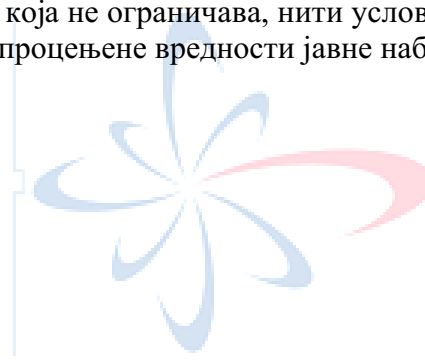 која не ограничава, нити услов
процењене вредности јавне наб